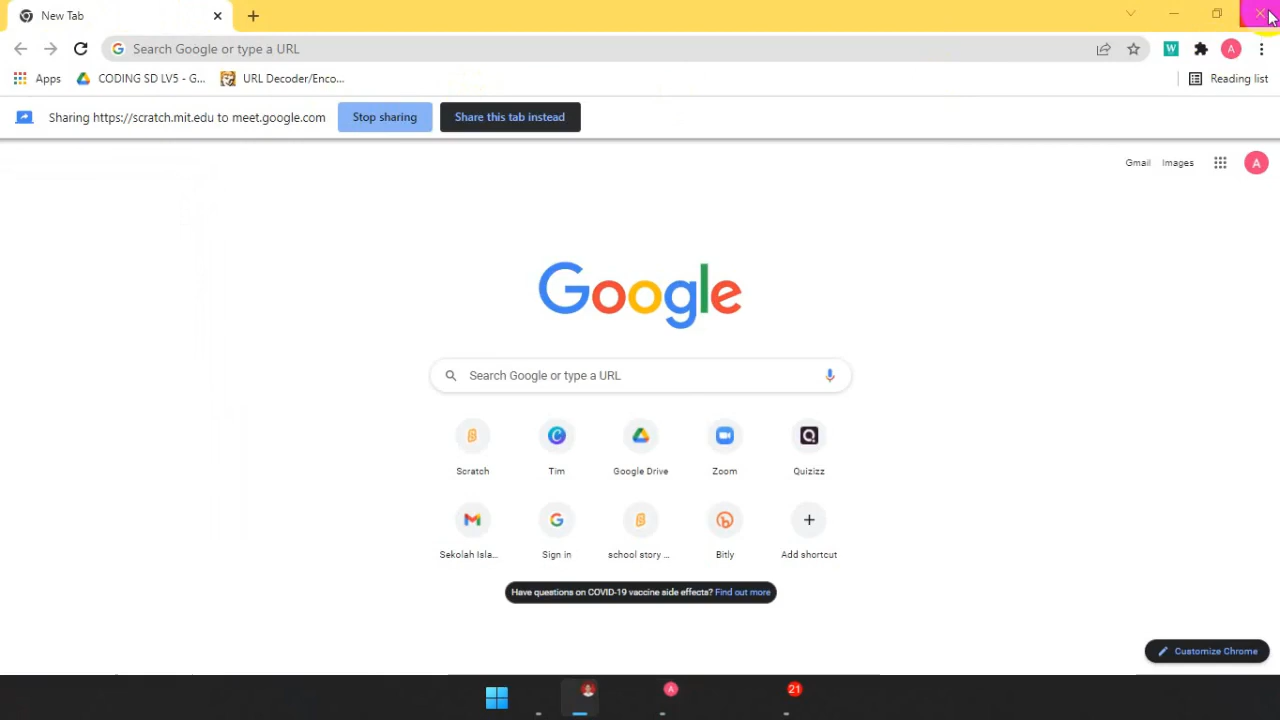 New Tab
Search Google or type a URL
Apps
CODING SD LV5 - G...
URL Decoder/Enco...
Reading list
Sharing https://scratch.mit.edu to meet.google.com
Stop sharing
Share this tab instead
Gmail
Images
A
Google
Search Google or type a URL
Scratch
Tim
Google Drive
Zoom
Quizizz
Sekolah Isla...
Sign in
school story ...
Bitly
Add shortcut
Have questions on COVID-19 vaccine side effects? Find out more
Customize Chrome
A
21